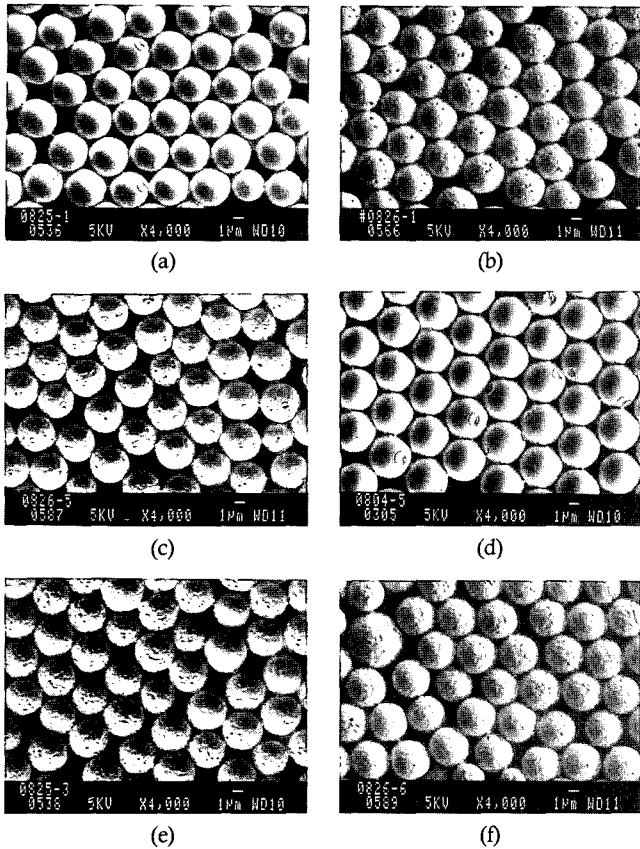 0825-1
0536 5KV X4,000 1μm WD10
(a)
#0826-1
0566 5KV X4,000 1μm WD11
(b)
0826-5
0587 5KV X4,000 1μm WD11
(c)
0804-5
0305 5KV X4,000 1μm WD10
(d)
0825-3
0538 5KV X4,000 1μm WD10
(e)
0826-6
0589 5KV X4,000 1μm WD11
(f)